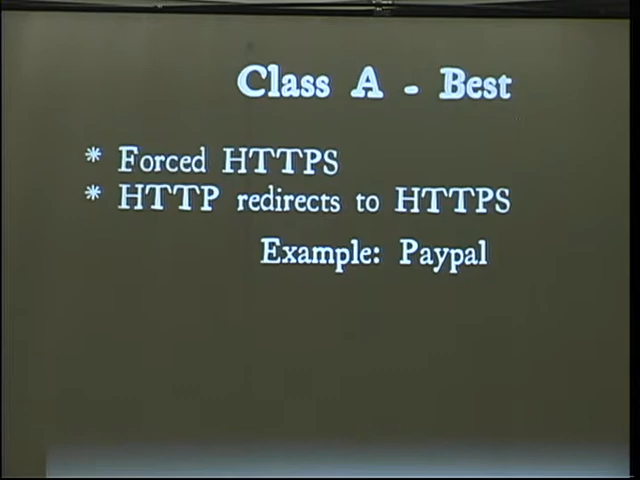 Class A - Best
* Forced HTTPS
* HTTP redirects to HTTPS
Example: Paypal